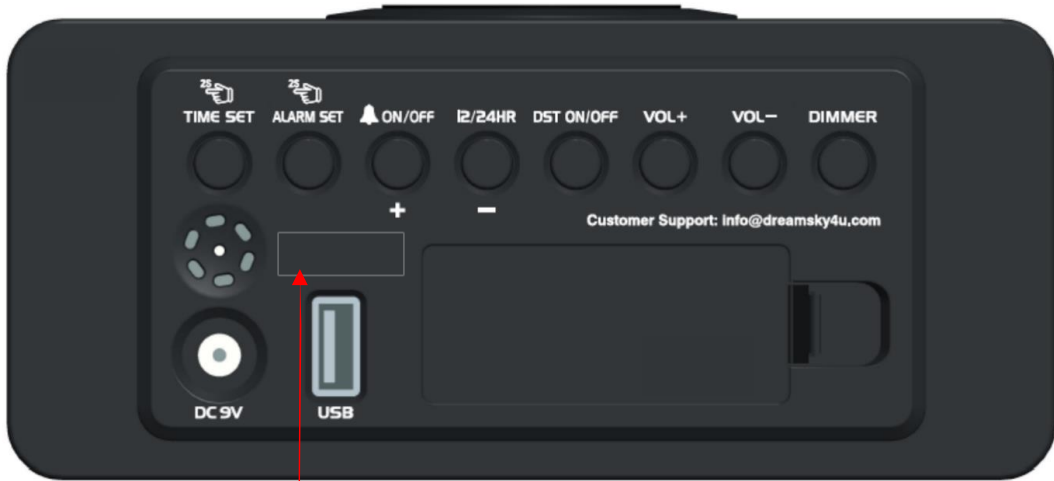 2S 2S
TIME SET ALARM SET ON/OFF 12/24HR DST ON/OFF VOL+ VOL−
DIMMER
+ −
Customer Support: info@dreamsky4u.com
DC 9V USB